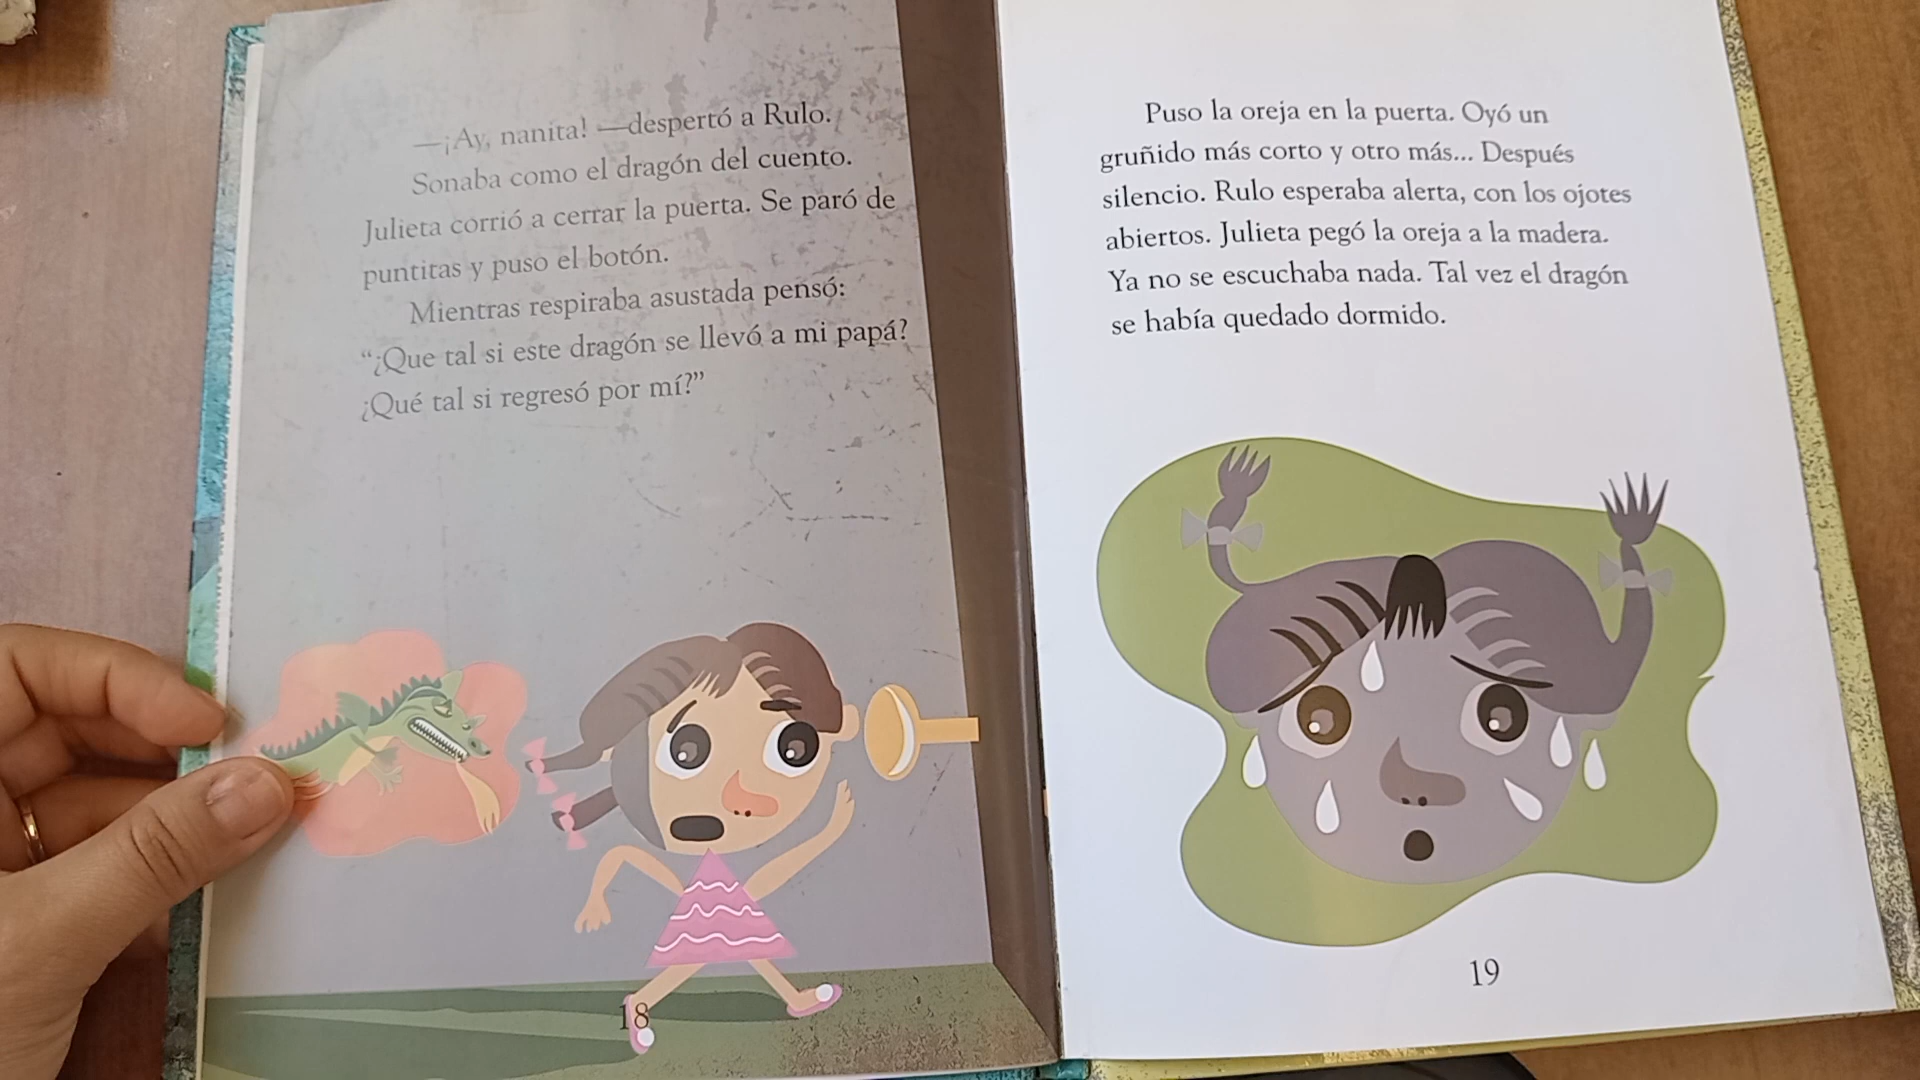 —¡Ay, nanita! —despertó a Rulo.
Sonaba como el dragón del cuento.
Julieta corrió a cerrar la puerta. Se paró de
puntitas y puso el botón.
Mientras respiraba asustada pensó:
“¿Que tal si este dragón se llevó a mi papá?
¿Qué tal si regresó por mí?”
18
Puso la oreja en la puerta. Oyó un
gruñido más corto y otro más... Después
silencio. Rulo esperaba alerta, con los ojotes
abiertos. Julieta pegó la oreja a la madera.
Ya no se escuchaba nada. Tal vez el dragón
se había quedado dormido.
19